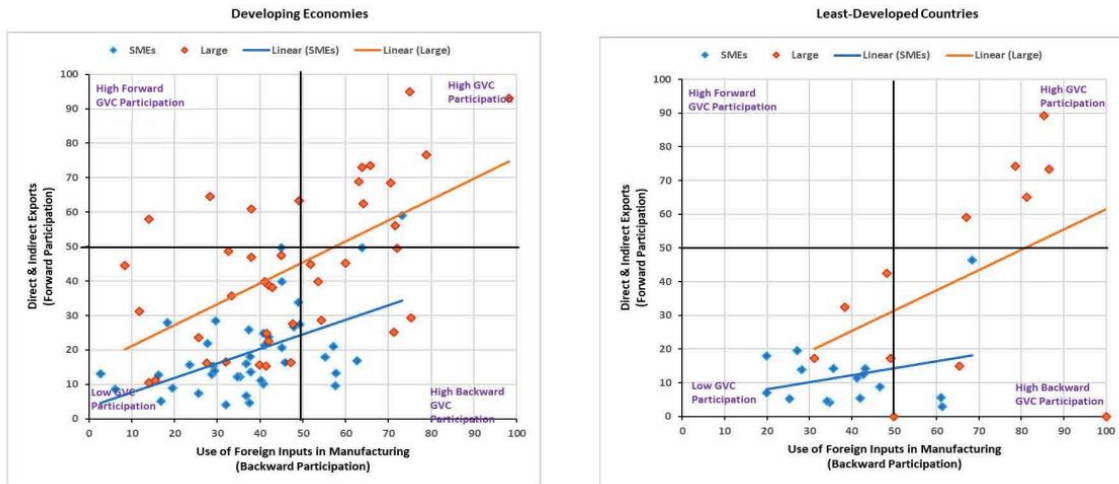 Developing Economies
SMEs Large Linear (SMEs) Linear (Large)
100
90
80
70
60
50
40
30
20
10
0
High Forward
GVC Participation
High GVC
Participation
Low GVC
Participation
High Backward
GVC
Participation
0 10 20 30 40 50 60 70 80 90 100
Direct & Indirect Exports
(Forward Participation)
Use of Foreign Inputs in Manufacturing
(Backward Participation)
Least-Developed Countries
SMEs Large Linear (SMEs) Linear (Large)
100
90
80
70
60
50
40
30
20
10
0
High Forward
GVC Participation
High GVC
Participation
Low GVC
Participation
High Backward
GVC Participation
0 10 20 30 40 50 60 70 80 90 100
Direct & Indirect Exports
(Forward Participation)
Use of Foreign Inputs in Manufacturing
(Backward Participation)